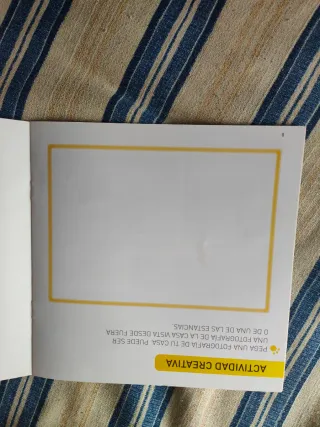 ACTIVIDAD CREATIVA
PEGA UNA FOTOGRAFÍA DE TU CASA. PUEDE SER
UNA FOTOGRAFÍA DE LA CASA VISTA DESDE FUERA
O DE UNA DE LAS ESTANCIAS.